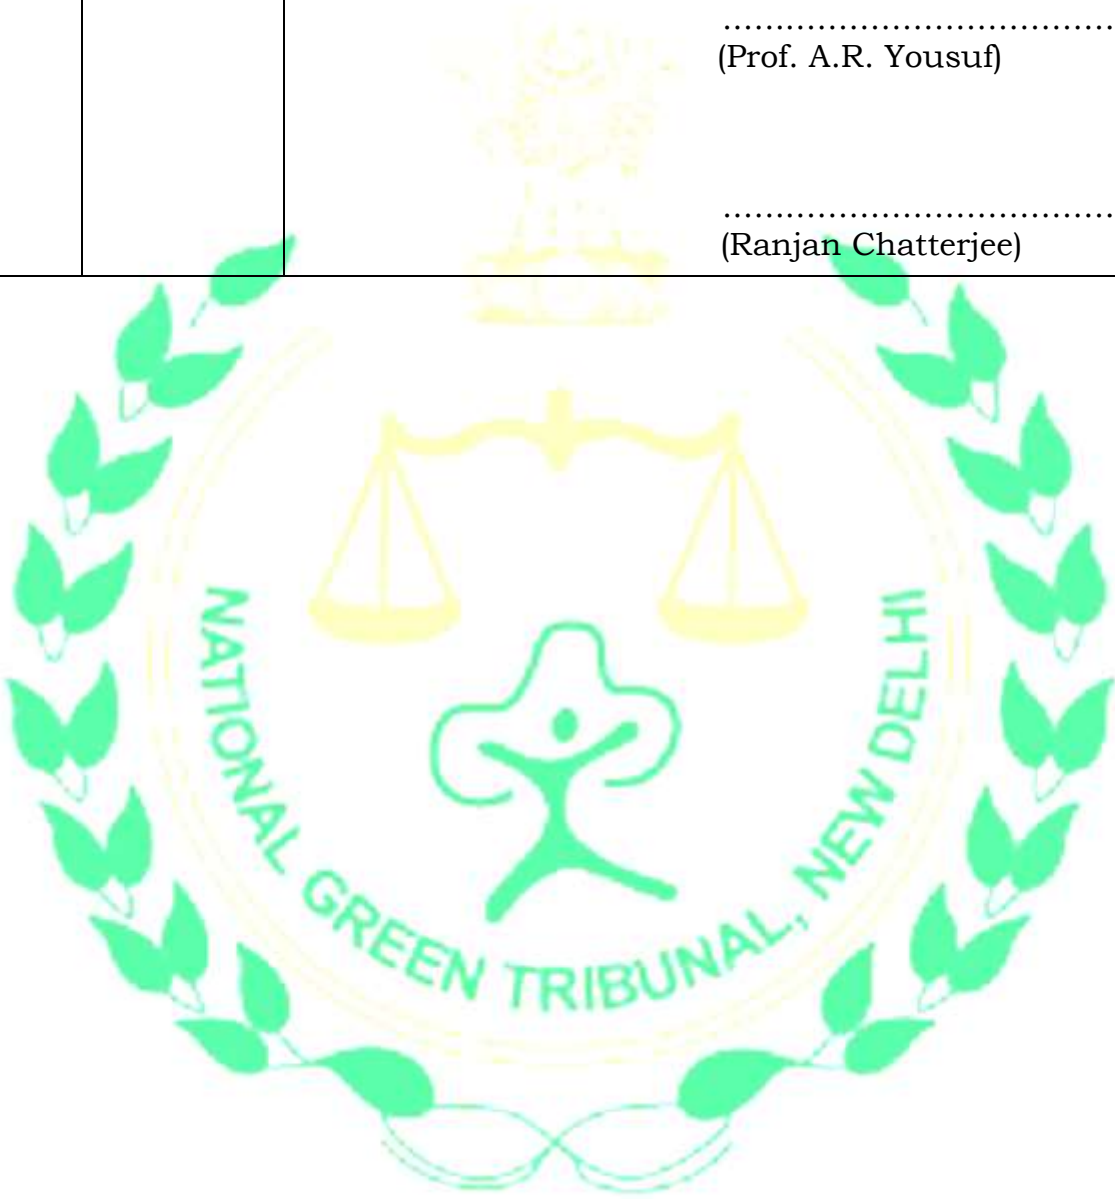 ....................................
(Prof. A.R. Yousuf)
....................................
(Ranjan Chatterjee)
NATIONAL GREEN TRIBUNAL, NEW DELHI